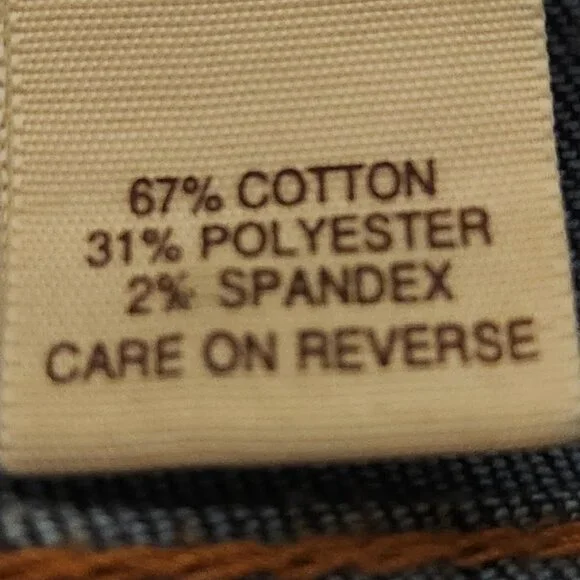 67% COTTON
31% POLYESTER
2% SPANDEX
CARE ON REVERSE